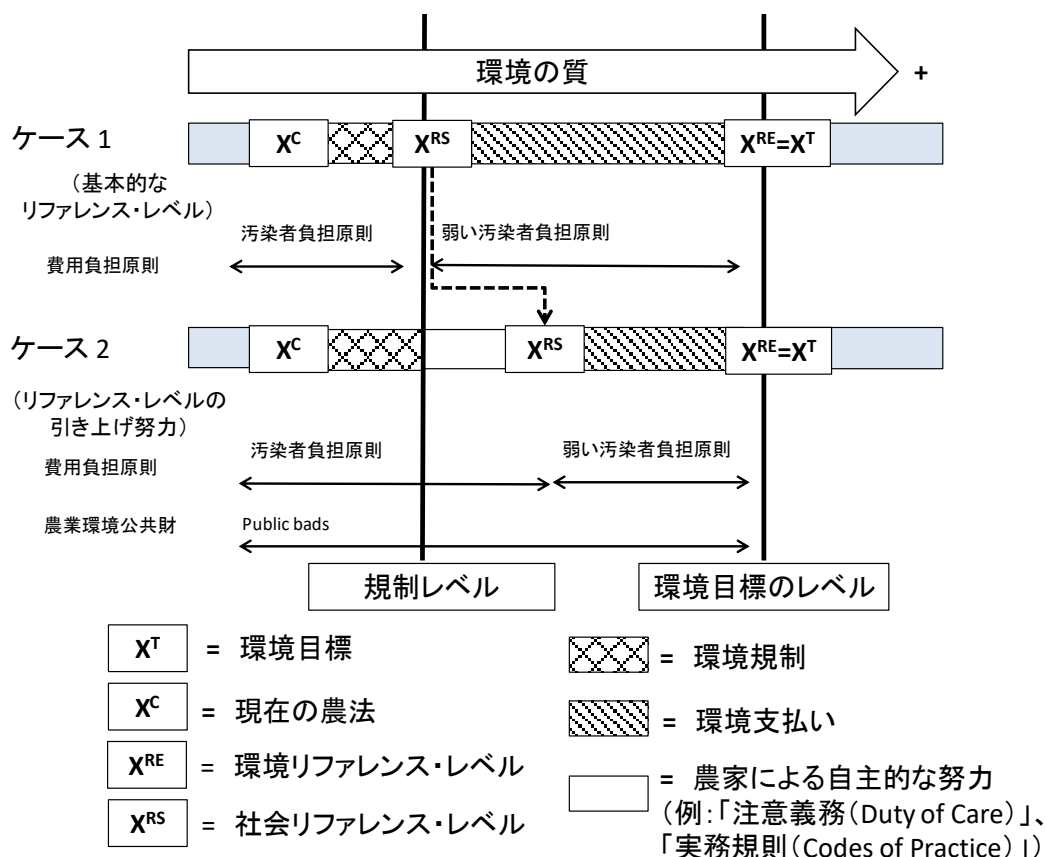 環境の質
+
ケース 1
X^C
X^RS
X^RE=X^T
(基本的な
リファレンス・レベル)
汚染者負担原則
弱い汚染者負担原則
費用負担原則
ケース 2
X^C
X^RS
X^RE=X^T
(リファレンス・レベルの
引き上げ努力)
汚染者負担原則
弱い汚染者負担原則
費用負担原則
農業環境公共財
Public bads
規制レベル
環境目標のレベル
X^T = 環境目標
X^C = 現在の農法
X^RE = 環境リファレンス・レベル
X^RS = 社会リファレンス・レベル
= 環境規制
= 環境支払い
= 農家による自主的な努力
(例:「注意義務(Duty of Care)」、
「実務規則(Codes of Practice)」)